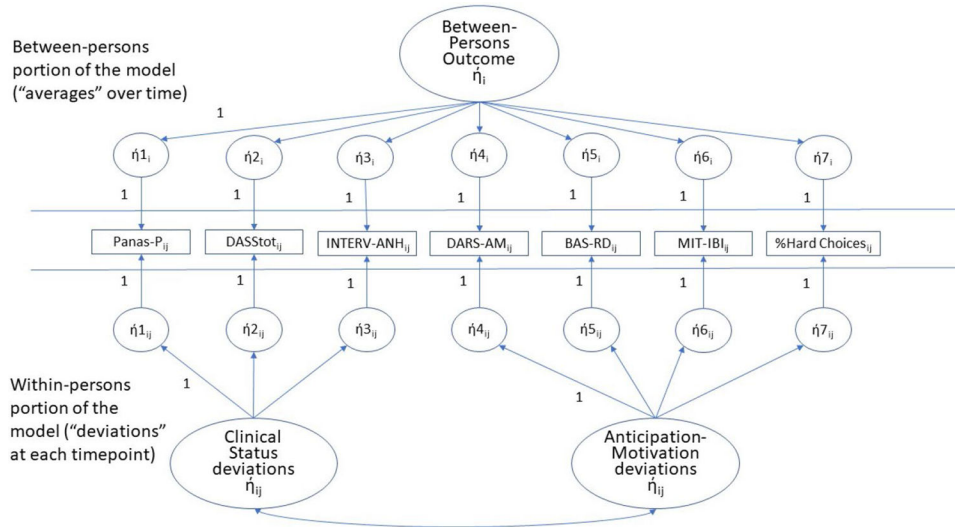 Between-
Persons
Outcome
ή_i
Between-persons
portion of the model
("averages" over time)
1
ή1_i
ή2_i
ή3_i
ή4_i
ή5_i
ή6_i
ή7_i
1 1 1 1 1 1 1
Panas-P_ij
DASStot_ij
INTERV-ANH_ij
DARS-AM_ij
BAS-RD_ij
MIT-IBI_ij
%Hard Choices_ij
1 1 1 1 1 1 1
ή1_ij
ή2_ij
ή3_ij
ή4_ij
ή5_ij
ή6_ij
ή7_ij
Within-persons
portion of the
model ("deviations"
at each timepoint)
1
1
Clinical
Status
deviations
ή_ij
Anticipation-
Motivation
deviations
ή_ij